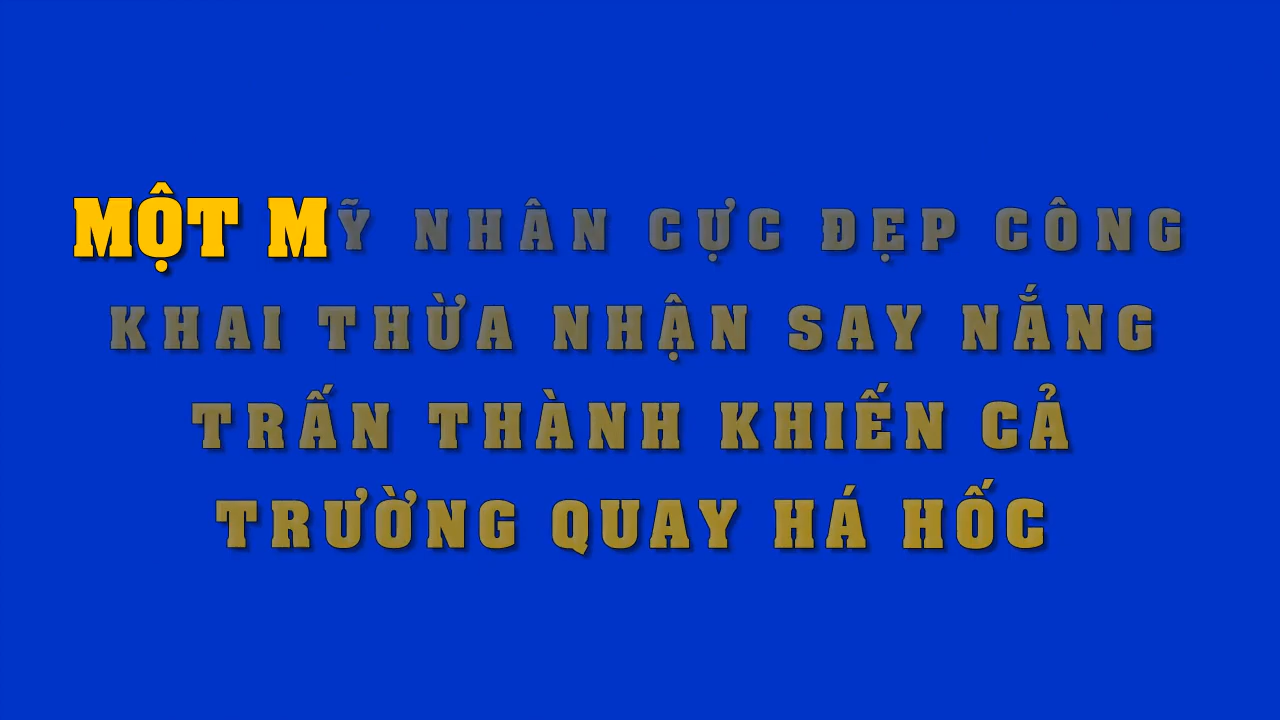 MỘT MỸ NHÂN CỰC ĐẸP CÔNG
KHAI THỪA NHẬN SAY NẮNG
TRẤN THÀNH KHIẾN CẢ
TRƯỜNG QUAY HÁ HỐC